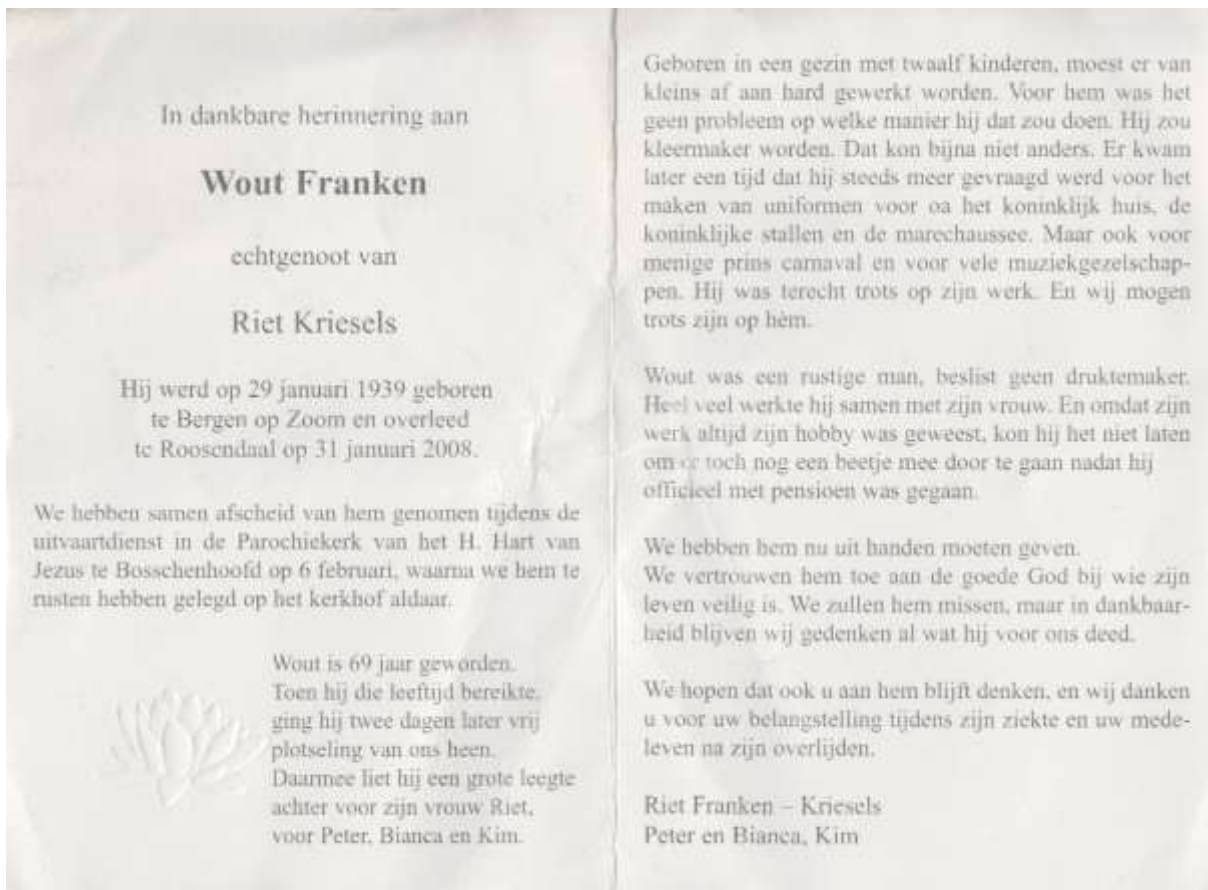 In dankbare herinnering aan
Wout Franken
echtgenoot van
Riet Kriesels
Hij werd op 29 januari 1939 geboren
te Bergen op Zoom en overleed
te Roosendaal op 31 januari 2008.
We hebben samen afscheid van hem genomen tijdens de
uitvaartdienst in de Parochiekerk van het H. Hart van
Jezus te Bosschenhoofd op 6 februari, waarna we hem te
rusten hebben gelegd op het kerkhof aldaar.
Wout is 69 jaar geworden.
Toen hij die leeftijd bereikte,
ging hij twee dagen later vrij
plotseling van ons heen.
Daarmee liet hij een grote leegte
achter voor zijn vrouw Riet,
voor Peter, Bianca en Kim.
Geboren in een gezin met twaalf kinderen, moest er van
kleins af aan hard gewerkt worden. Voor hem was het
geen probleem op welke manier hij dat zou doen. Hij zou
kleermaker worden. Dat kon bijna niet anders. Er kwam
later een tijd dat hij steeds meer gevraagd werd voor het
maken van uniformen voor oa het koninklijk huis, de
koninklijke stallen en de marechaussee. Maar ook voor
menige prins carnaval en voor vele muziekgezelschap-
pen. Hij was terecht trots op zijn werk. En wij mogen
trots zijn op hèm.
Wout was een rustige man, beslist geen druktemaker.
Heel veel werkte hij samen met zijn vrouw. En omdat zijn
werk altijd zijn hobby was geweest, kon hij het niet laten
om er toch nog een beetje mee door te gaan nadat hij
officieel met pensioen was gegaan.
We hebben hem nu uit handen moeten geven.
We vertrouwen hem toe aan de goede God bij wie zijn
leven veilig is. We zullen hem missen, maar in dankbaar-
heid blijven wij gedenken al wat hij voor ons deed.
We hopen dat ook u aan hem blijft denken, en wij danken
u voor uw belangstelling tijdens zijn ziekte en uw mede-
leven na zijn overlijden.
Riet Franken – Kriesels
Peter en Bianca, Kim